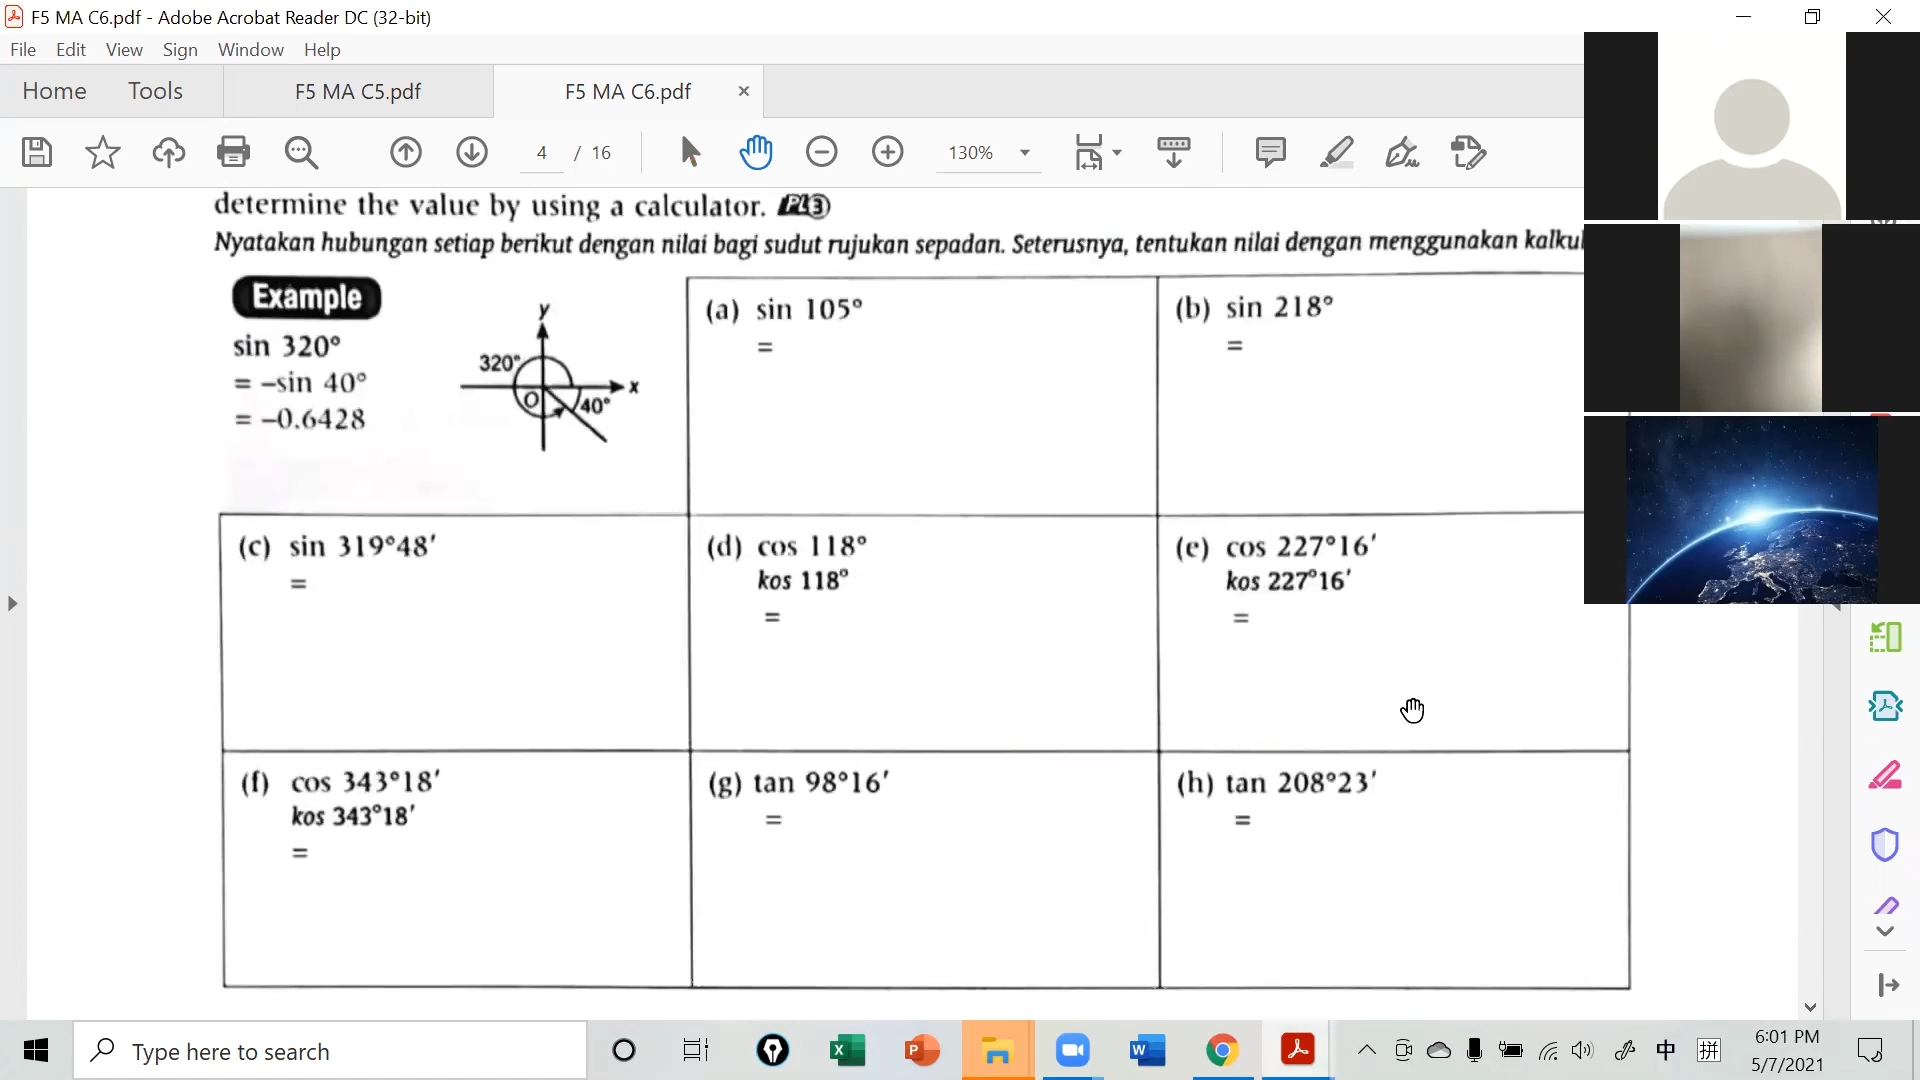 F5 MA C6.pdf - Adobe Acrobat Reader DC (32-bit)
File Edit View Sign Window Help
Home Tools F5 MA C5.pdf F5 MA C6.pdf ×
4 / 16 130%
determine the value by using a calculator. PL3
Nyatakan hubungan setiap berikut dengan nilai bagi sudut rujukan sepadan. Seterusnya, tentukan nilai dengan menggunakan
Example
sin 320°
= –sin 40°
= –0.6428
y
320°
x
O
40°
(a) sin 105°
=
(b) sin 218°
=
(c) sin 319°48′
=
(d) cos 118°
kos 118°
=
(e) cos 227°16′
kos 227°16′
=
(f) cos 343°18′
kos 343°18′
=
(g) tan 98°16′
=
(h) tan 208°23′
=
Type here to search
中 拼
6:01 PM
5/7/2021